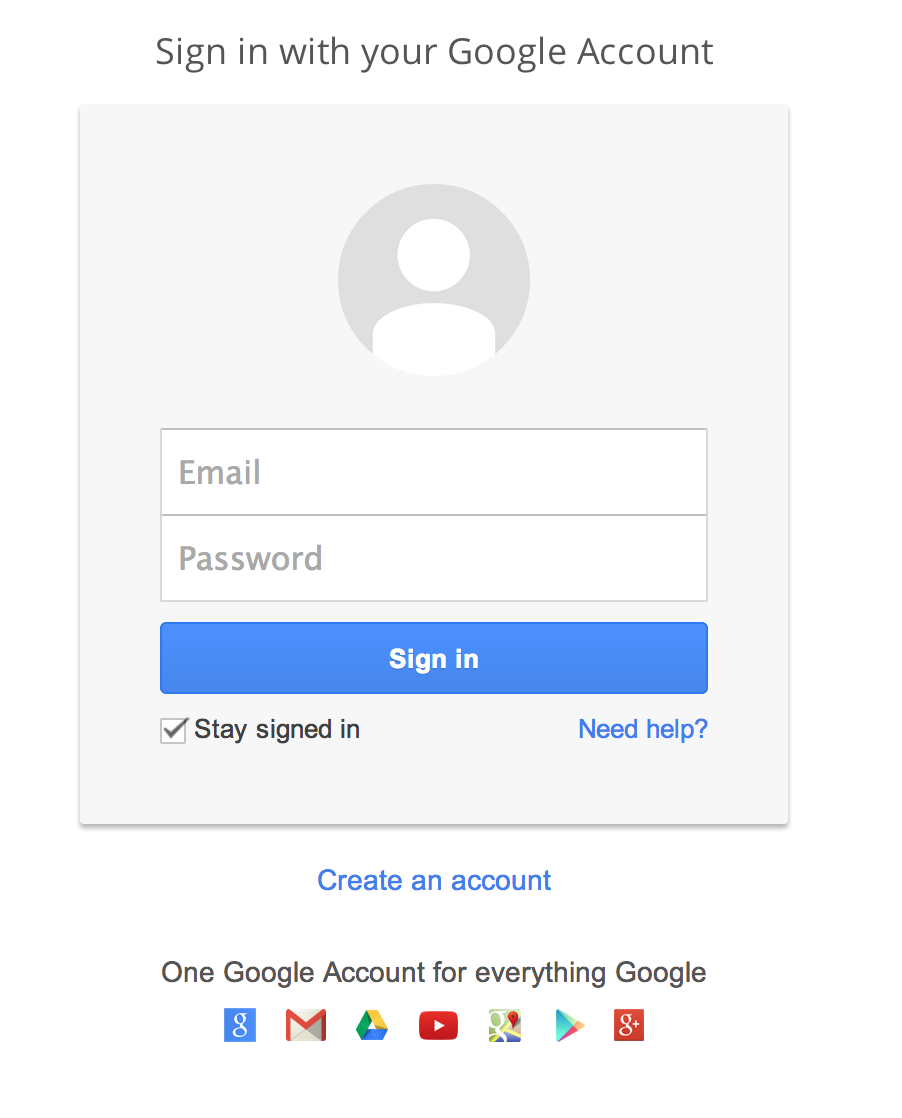 Sign in with your Google Account
Email
Password
Sign in
Stay signed in
Need help?
Create an account
One Google Account for everything Google
g
g
g+